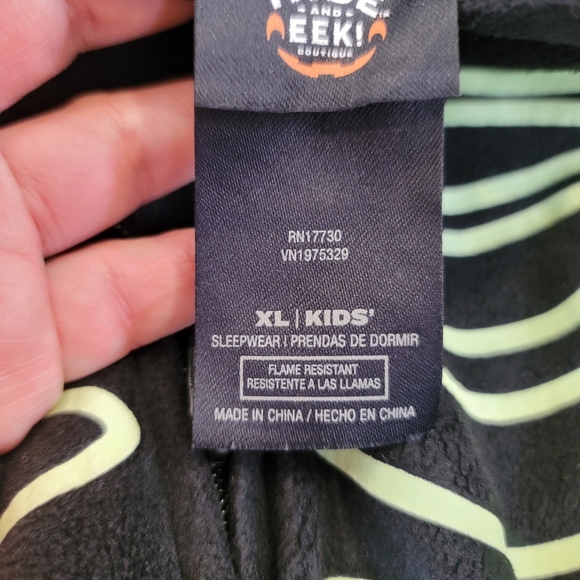 AND
EEK!
BOUTIQUE
RN17730
VN1975329
XL | KIDS'
SLEEPWEAR | PRENDAS DE DORMIR
FLAME RESISTANT
RESISTENTE A LAS LLAMAS
MADE IN CHINA / HECHO EN CHINA